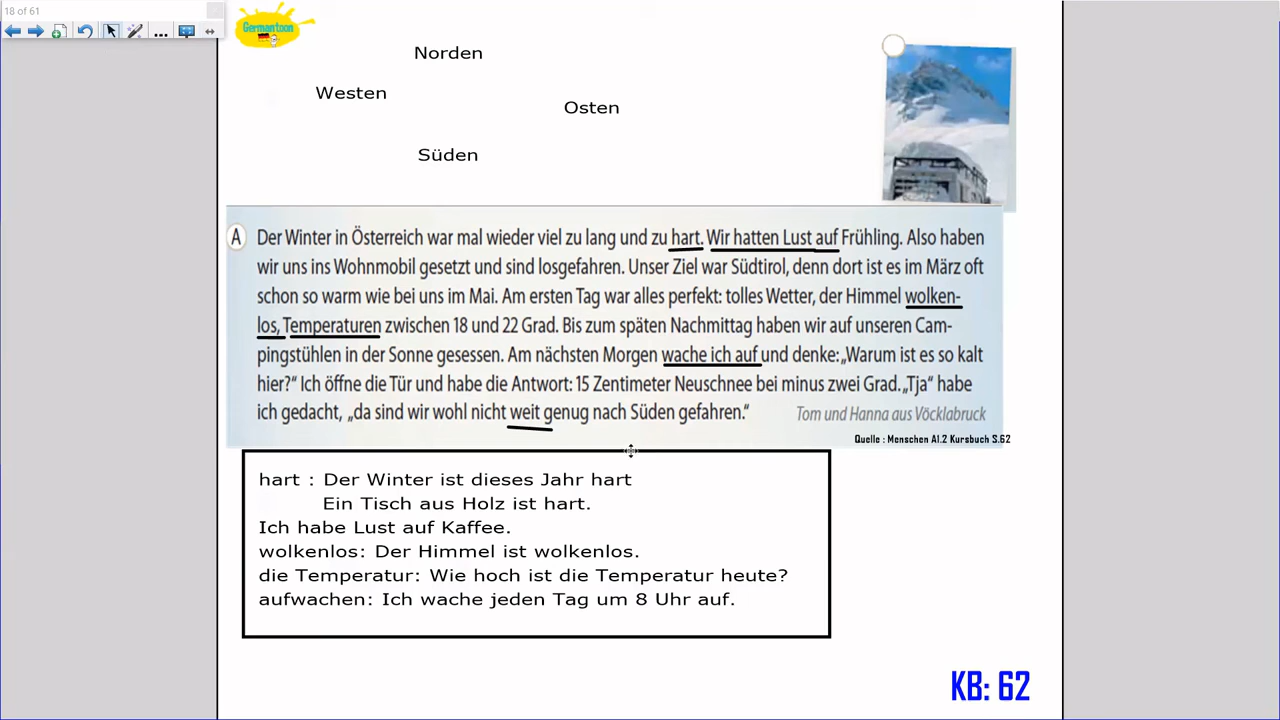 18 of 61
Germantoon
Norden
Westen
Osten
Süden
A
Der Winter in Österreich war mal wieder viel zu lang und zu hart. Wir hatten Lust auf Frühling. Also haben
wir uns ins Wohnmobil gesetzt und sind losgefahren. Unser Ziel war Südtirol, denn dort ist es im März oft
schon so warm wie bei uns im Mai. Am ersten Tag war alles perfekt: tolles Wetter, der Himmel wolken-
los, Temperaturen zwischen 18 und 22 Grad. Bis zum späten Nachmittag haben wir auf unseren Cam-
pingstühlen in der Sonne gesessen. Am nächsten Morgen wache ich auf und denke: „Warum ist es so kalt
hier?“ Ich öffne die Tür und habe die Antwort: 15 Zentimeter Neuschnee bei minus zwei Grad. „Tja“ habe
ich gedacht, „da sind wir wohl nicht weit genug nach Süden gefahren.“
Tom und Hanna aus Vöcklabruck
Quelle : Menschen A1.2 Kursbuch S.62
hart : Der Winter ist dieses Jahr hart
Ein Tisch aus Holz ist hart.
Ich habe Lust auf Kaffee.
wolkenlos: Der Himmel ist wolkenlos.
die Temperatur: Wie hoch ist die Temperatur heute?
aufwachen: Ich wache jeden Tag um 8 Uhr auf.
KB: 62